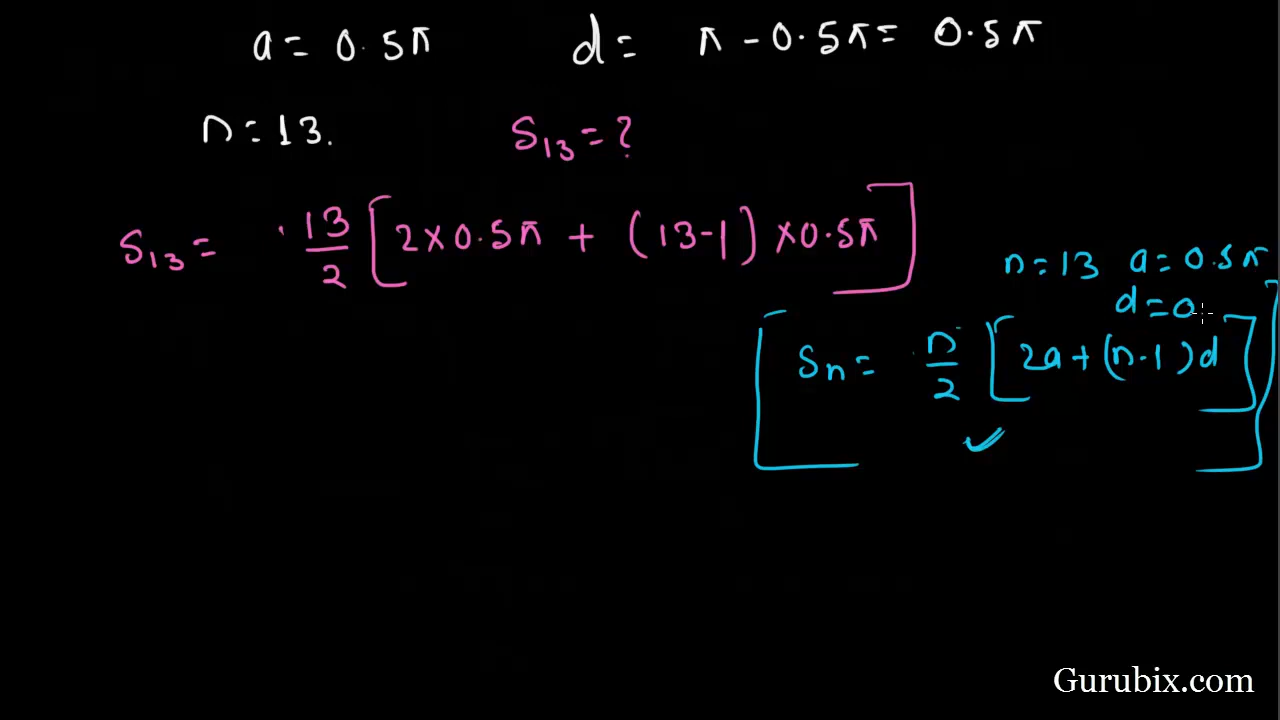 a = 0.5π d = π - 0.5π = 0.5π
n = 13. S₁₃ = ?
S₁₃ = 13/2 [2×0.5π + (13-1)×0.5π]
n = 13 a = 0.5π
d = 0
Sn = n/2 [2a + (n-1)d]
Gurubix.com